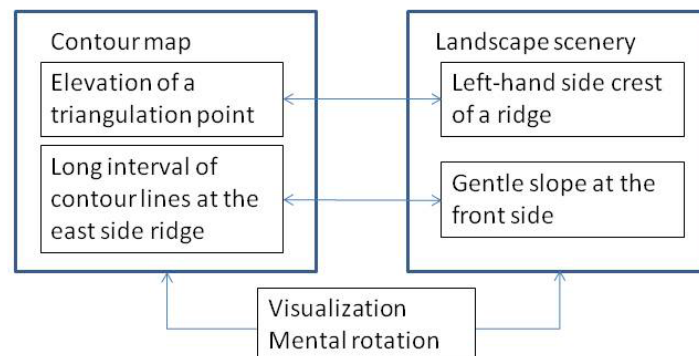 Contour map
Elevation of a
triangulation point
Long interval of
contour lines at the
east side ridge
Landscape scenery
Left-hand side crest
of a ridge
Gentle slope at the
front side
Visualization
Mental rotation